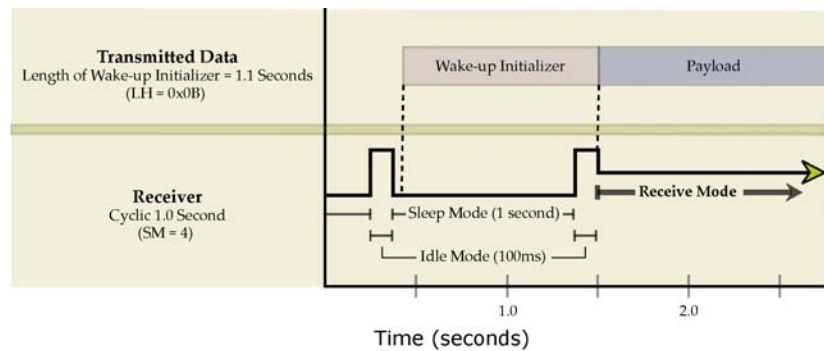 Transmitted Data
Length of Wake-up Initializer = 1.1 Seconds
(LH = 0x0B)
Wake-up Initializer
Payload
Receiver
Cyclic 1.0 Second
(SM = 4)
Receive Mode
Sleep Mode (1 second)
Idle Mode (100ms)
1.0
2.0
Time (seconds)